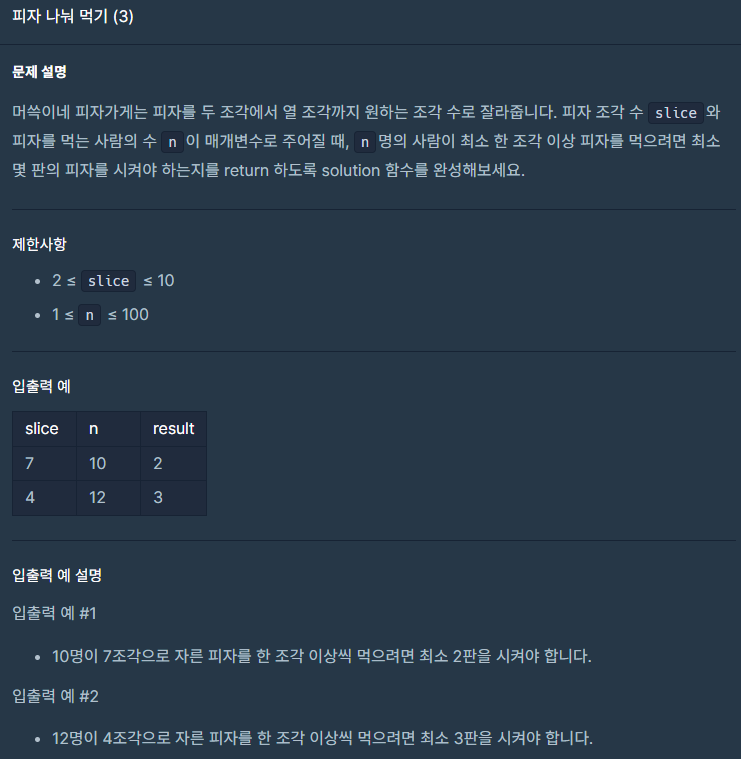 피자 나눠 먹기 (3)
문제 설명
머쓱이네 피자가게는 피자를 두 조각에서 열 조각까지 원하는 조각 수로 잘라줍니다. 피자 조각 수 slice 와
피자를 먹는 사람의 수 n 이 매개변수로 주어질 때, n 명의 사람이 최소 한 조각 이상 피자를 먹으려면 최소
몇 판의 피자를 시켜야 하는지를 return 하도록 solution 함수를 완성해보세요.
제한사항
• 2 ≤ slice ≤ 10
• 1 ≤ n ≤ 100
입출력 예
slice n result
7 10 2
4 12 3
입출력 예 설명
입출력 예 #1
• 10명이 7조각으로 자른 피자를 한 조각 이상씩 먹으려면 최소 2판을 시켜야 합니다.
입출력 예 #2
• 12명이 4조각으로 자른 피자를 한 조각 이상씩 먹으려면 최소 3판을 시켜야 합니다.